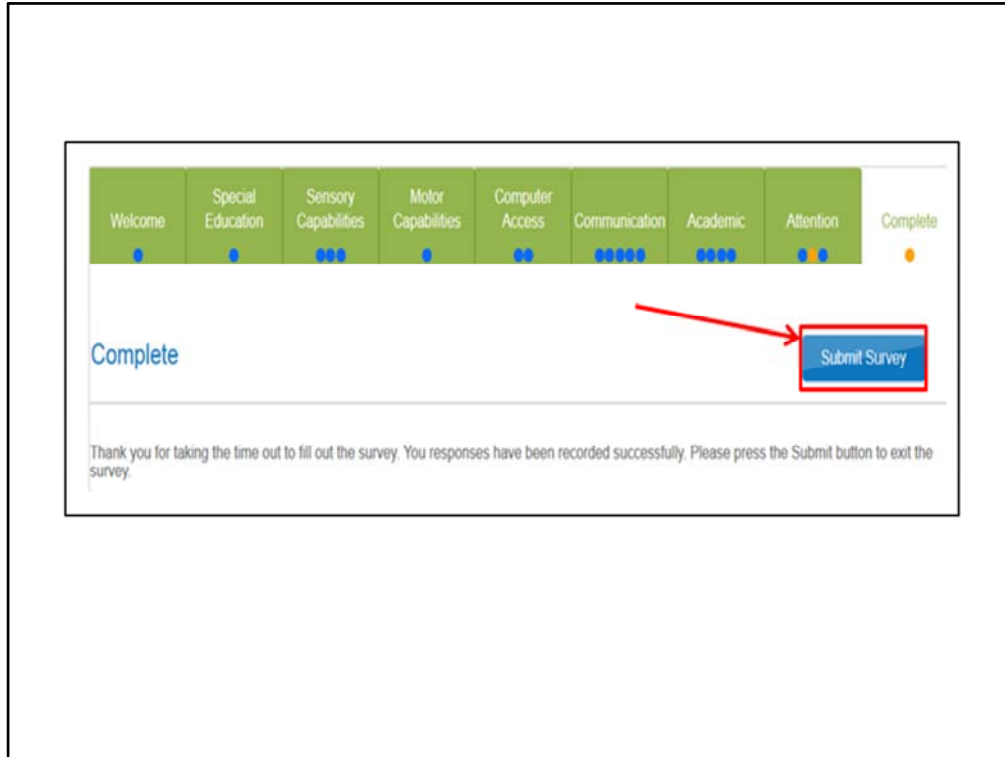 Welcome
Special
Education
Sensory
Capabilities
Motor
Capabilities
Computer
Access
Communication
Academic
Attention
Complete
Complete
Submit Survey
Thank you for taking the time out to fill out the survey. You responses have been recorded successfully. Please press the Submit button to exit the
survey.